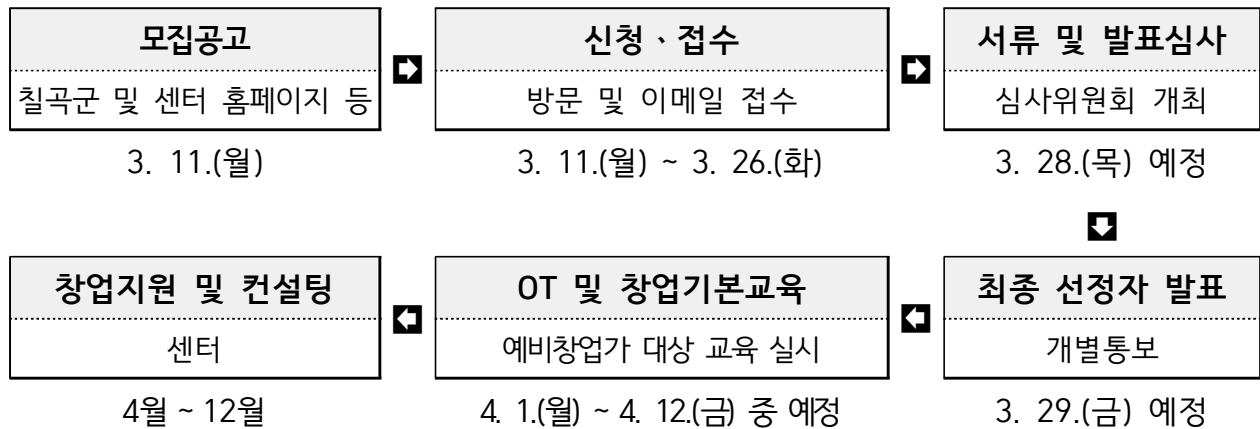 모집공고
칠곡군 및 센터 홈페이지 등
3. 11.(월)
신청、접수
방문 및 이메일 접수
3. 11.(월) ~ 3. 26.(화)
서류 및 발표심사
심사위원회 개최
3. 28.(목) 예정
최종 선정자 발표
개별통보
3. 29.(금) 예정
OT 및 창업기본교육
예비창업가 대상 교육 실시
4. 1.(월) ~ 4. 12.(금) 중 예정
창업지원 및 컨설팅
센터
4월 ~ 12월